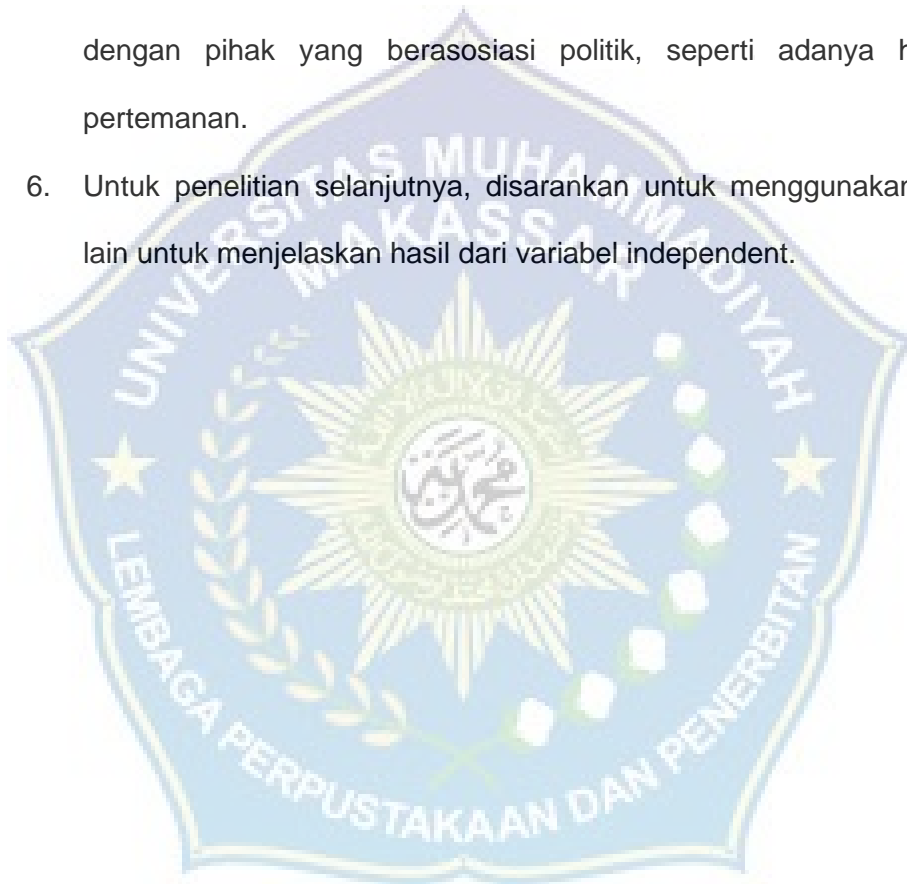 dengan pihak yang berasosiasi politik, seperti adanya
pertemanan.
6. Untuk penelitian selanjutnya, disarankan untuk menggunakan
lain untuk menjelaskan hasil dari variabel independent.
UNIVERSITAS MUHAMMADIYAH
MAKASSAR
LEMBAGA PERPUSTAKAAN DAN PENERBITAN